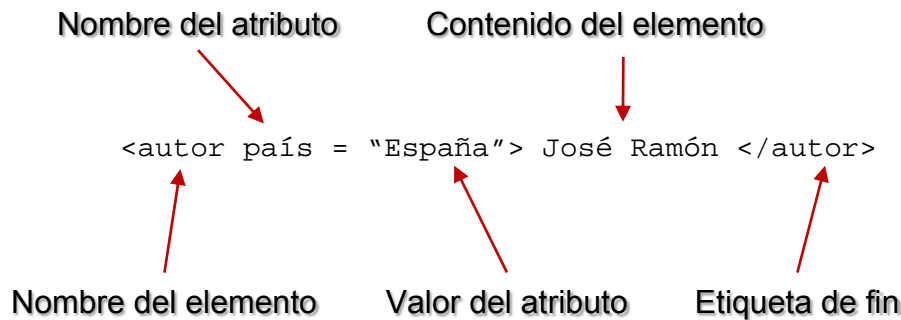 Nombre del atributo Contenido del elemento
<autor país = “España”> José Ramón </autor>
Nombre del elemento Valor del atributo Etiqueta de fin